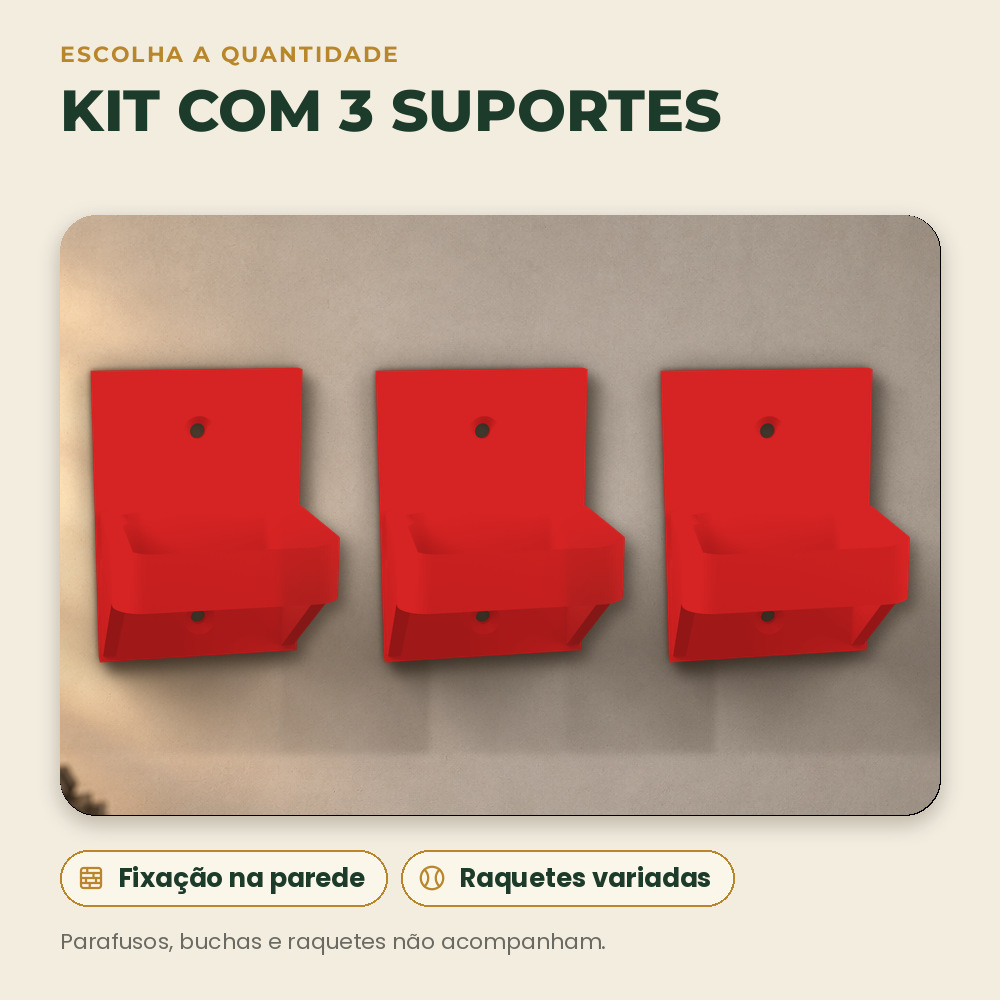 ESCOLHA A QUANTIDADE
KIT COM 3 SUPORTES
Fixação na parede
Raquetes variadas
Parafusos, buchas e raquetes não acompanham.